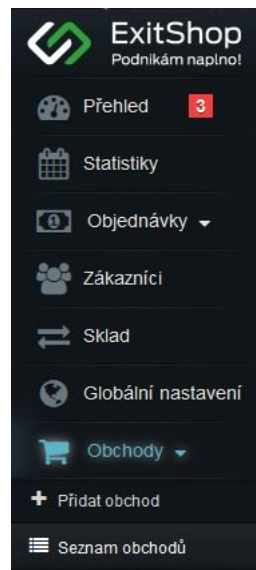 ExitShop
Podnikám naplno!
Přehled 3
Statistiky
Objednávky
Zákazníci
Sklad
Globální nastavení
Obchody
Přidat obchod
Seznam obchodů